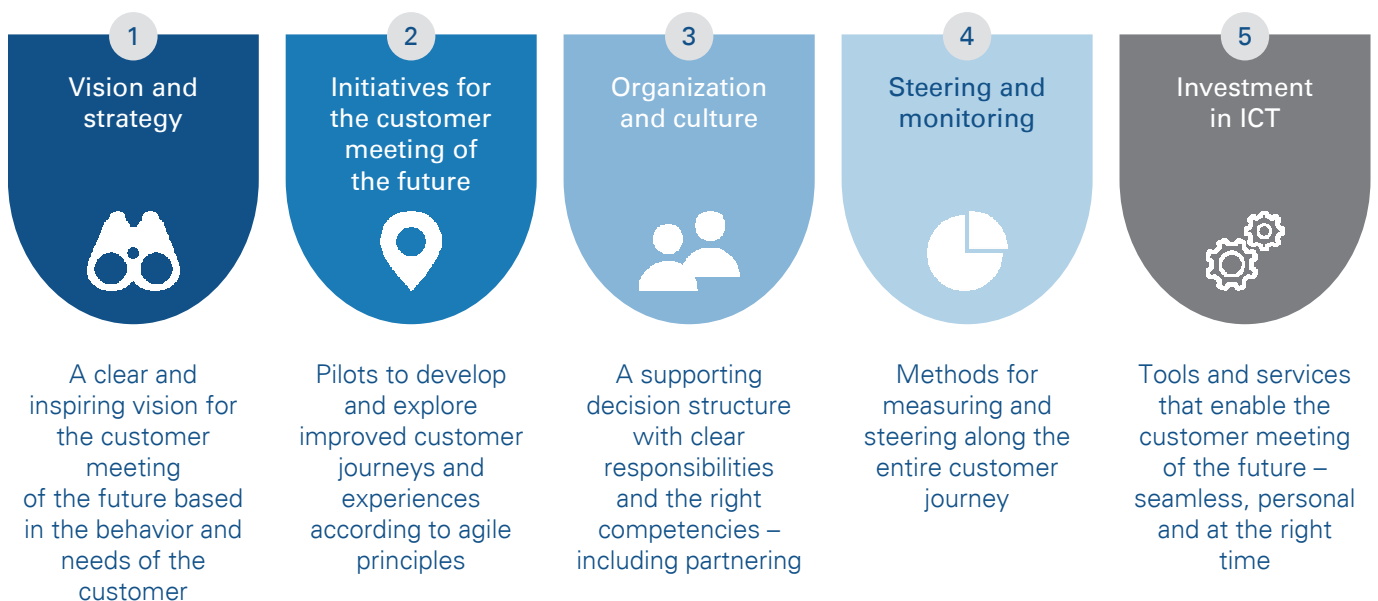 1
Vision and
strategy
A clear and
inspiring vision for
the customer
meeting
of the future based
in the behavior and
needs of the
customer
2
Initiatives for
the customer
meeting of
the future
Pilots to develop
and explore
improved customer
journeys and
experiences
according to agile
principles
3
Organization
and culture
A supporting
decision structure
with clear
responsibilities
and the right
competencies –
including partnering
4
Steering and
monitoring
Methods for
measuring and
steering along the
entire customer
journey
5
Investment
in ICT
Tools and services
that enable the
customer meeting
of the future –
seamless, personal
and at the right
time